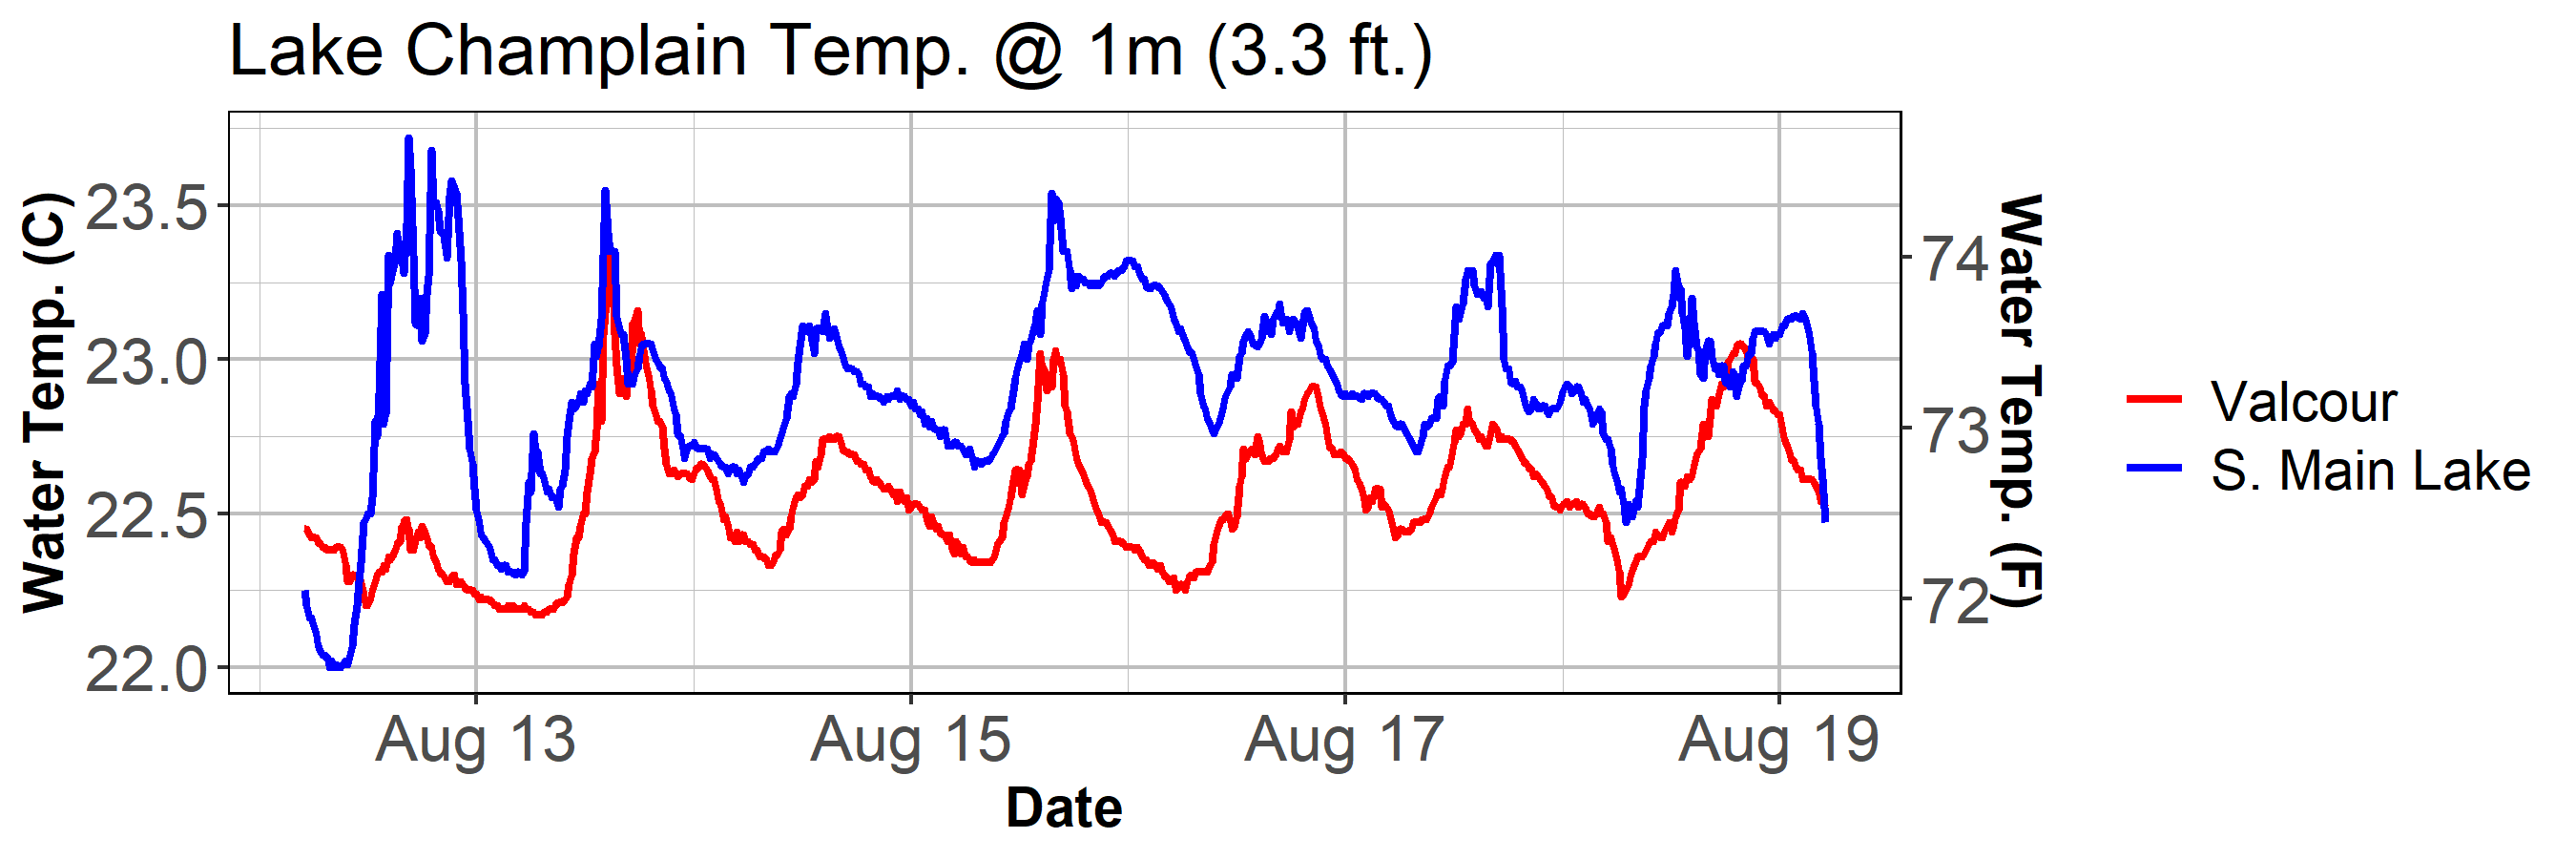 Lake Champlain Temp. @ 1m (3.3 ft.)
Water Temp. (C)
23.5
23.0
22.5
22.0
74
73
72
Water Temp. (F)
Valcour
S. Main Lake
Aug 13
Aug 15
Aug 17
Aug 19
Date